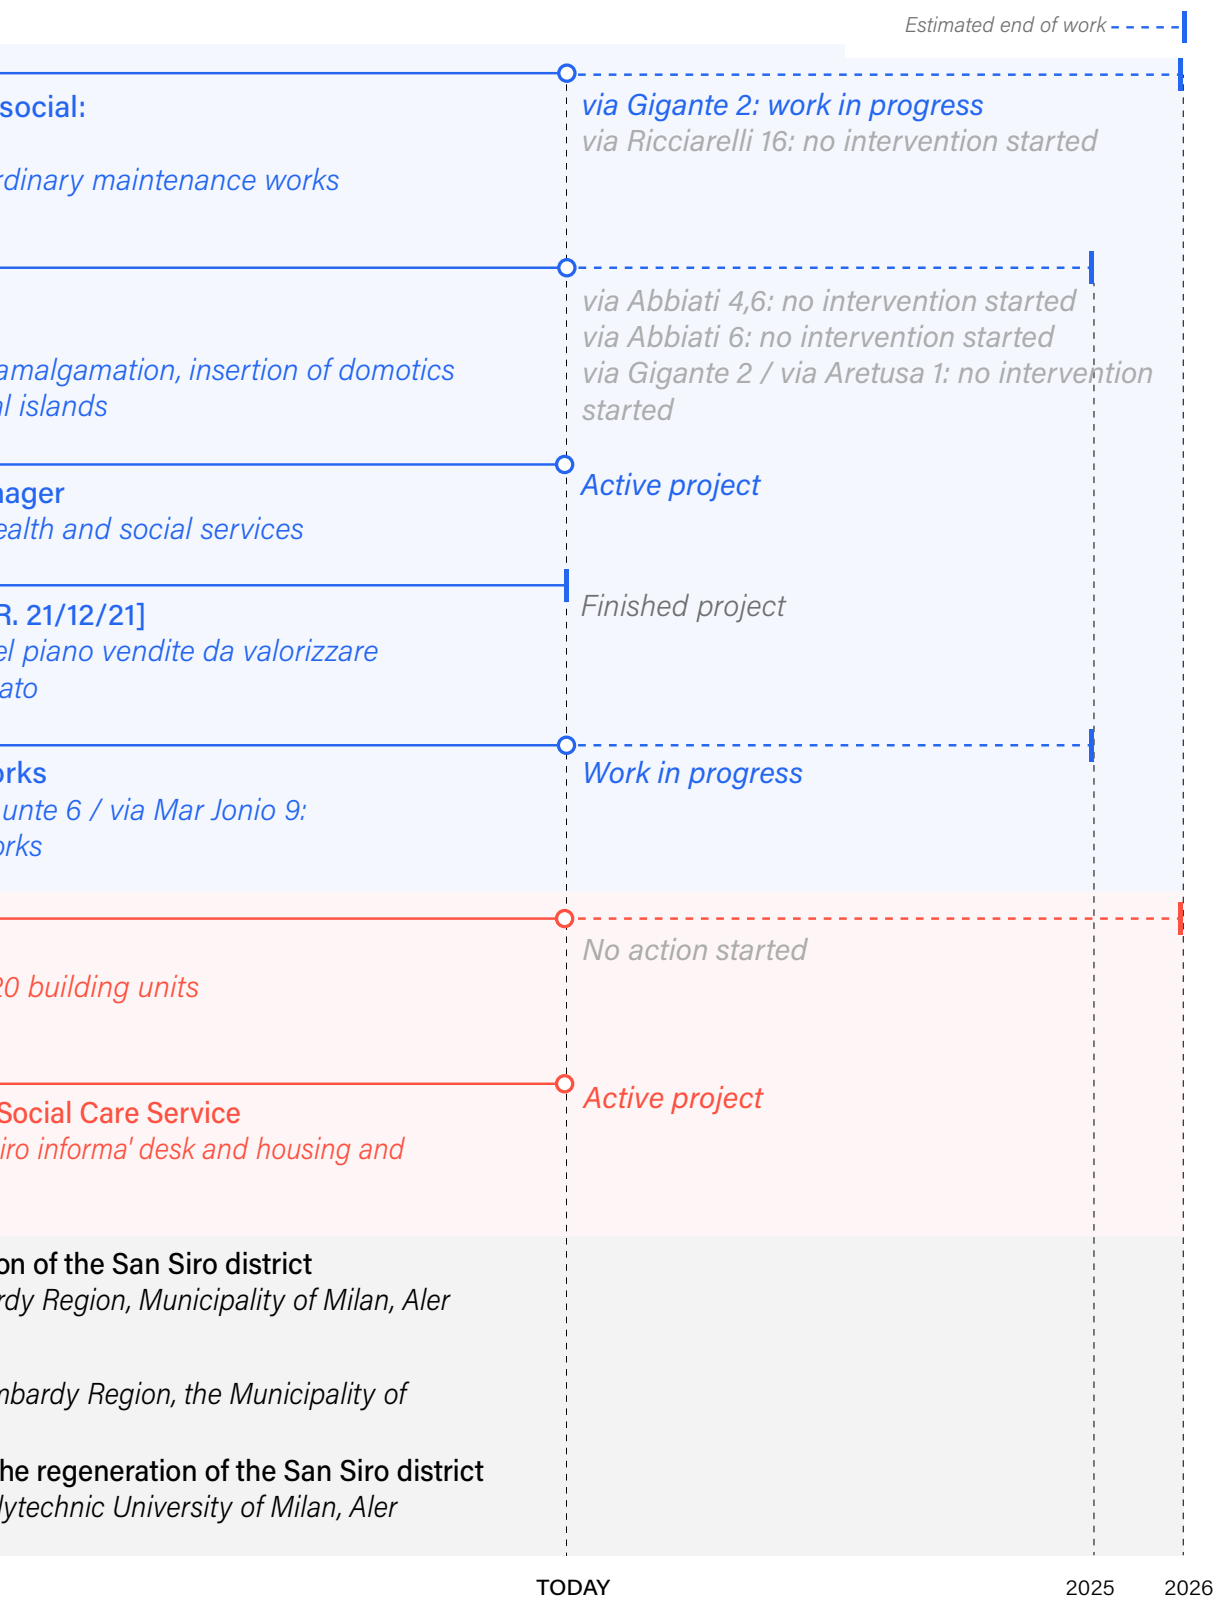 Estimated end of work
social:
via Gigante 2: work in progress
via Ricciarelli 16: no intervention started
rdinary maintenance works
via Abbiati 4,6: no intervention started
via Abbiati 6: no intervention started
amalgamation, insertion of domotics
via Gigante 2 / via Aretusa 1: no intervention
l islands
started
Active project
nager
ealth and social services
Finished project
R. 21/12/21]
el piano vendite da valorizzare
ato
Work in progress
orks
unte 6 / via Mar Jonio 9:
orks
No action started
20 building units
Active project
Social Care Service
iro informa' desk and housing and
on of the San Siro district
rdy Region, Municipality of Milan, Aler
mbardy Region, the Municipality of
he regeneration of the San Siro district
lytechnic University of Milan, Aler
TODAY 2025 2026